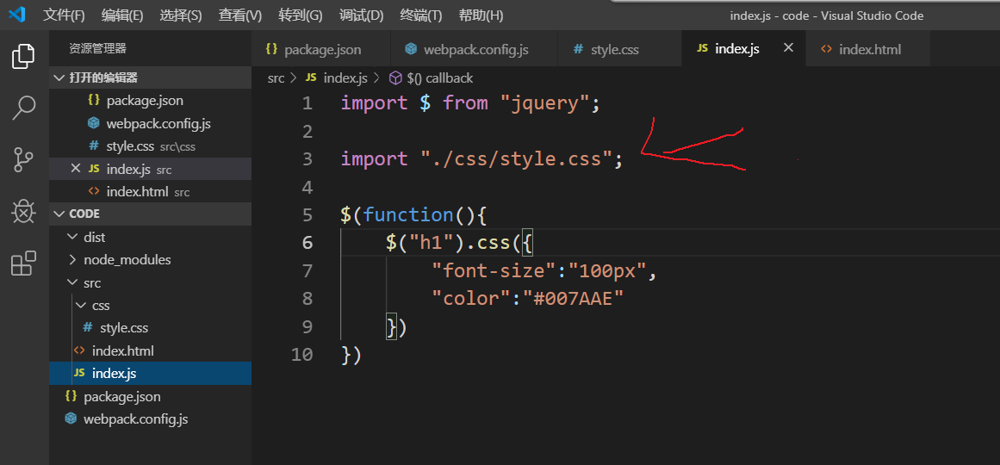 文件(F) 编辑(E) 选择(S) 查看(V) 转到(G) 调试(D) 终端(T) 帮助(H) index.js - code - Visual Studio Code
资源管理器
打开的编辑器
{} package.json
webpack.config.js
# style.css src\css
× JS index.js src
<> index.html src
CODE
dist
node_modules
src
css
# style.css
<> index.html
JS index.js
{} package.json
webpack.config.js
{} package.json webpack.config.js # style.css JS index.js × <> index.html
src > JS index.js > $() callback
1 import $ from "jquery";
2
3 import "./css/style.css";
4
5 $(function(){
6 $("h1").css({
7 "font-size":"100px",
8 "color":"#007AAE"
9 })
10 })